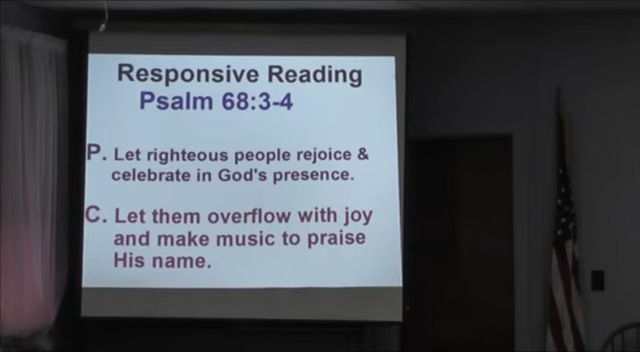 Responsive Reading
Psalm 68:3-4
P. Let righteous people rejoice &
celebrate in God's presence.
C. Let them overflow with joy
and make music to praise
His name.